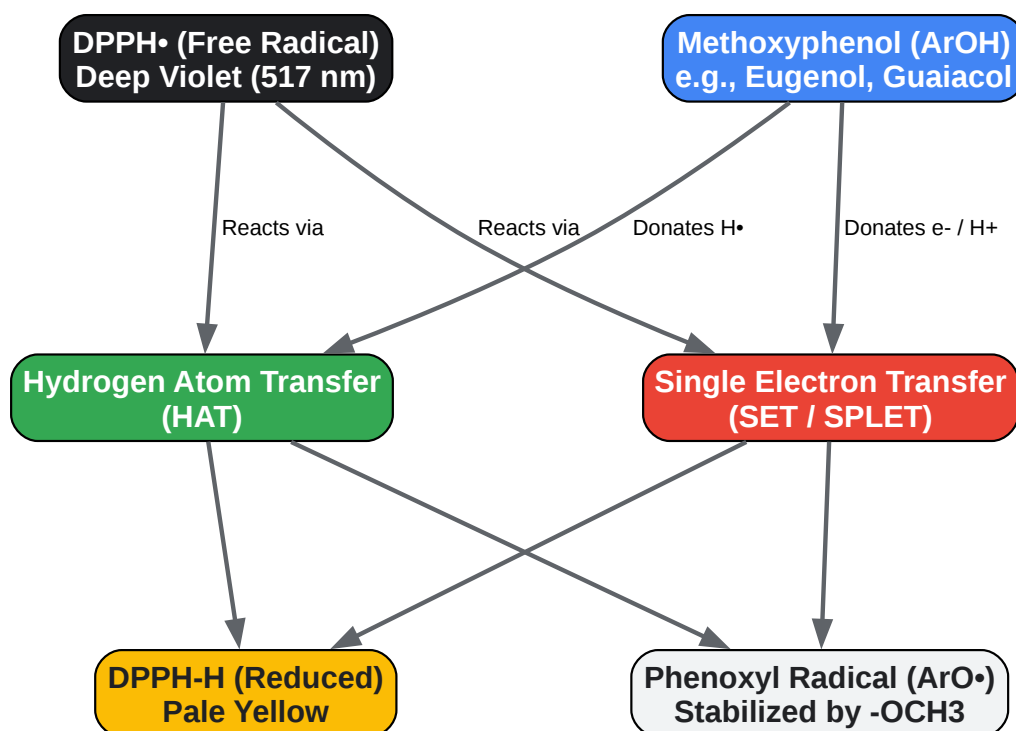 DPPH• (Free Radical)
Deep Violet (517 nm)
Methoxyphenol (ArOH)
e.g., Eugenol, Guaiacol
Reacts via
Reacts via
Donates H•
Donates e- / H+
Hydrogen Atom Transfer
(HAT)
Single Electron Transfer
(SET / SPLET)
DPPH-H (Reduced)
Pale Yellow
Phenoxyl Radical (ArO•)
Stabilized by -OCH3